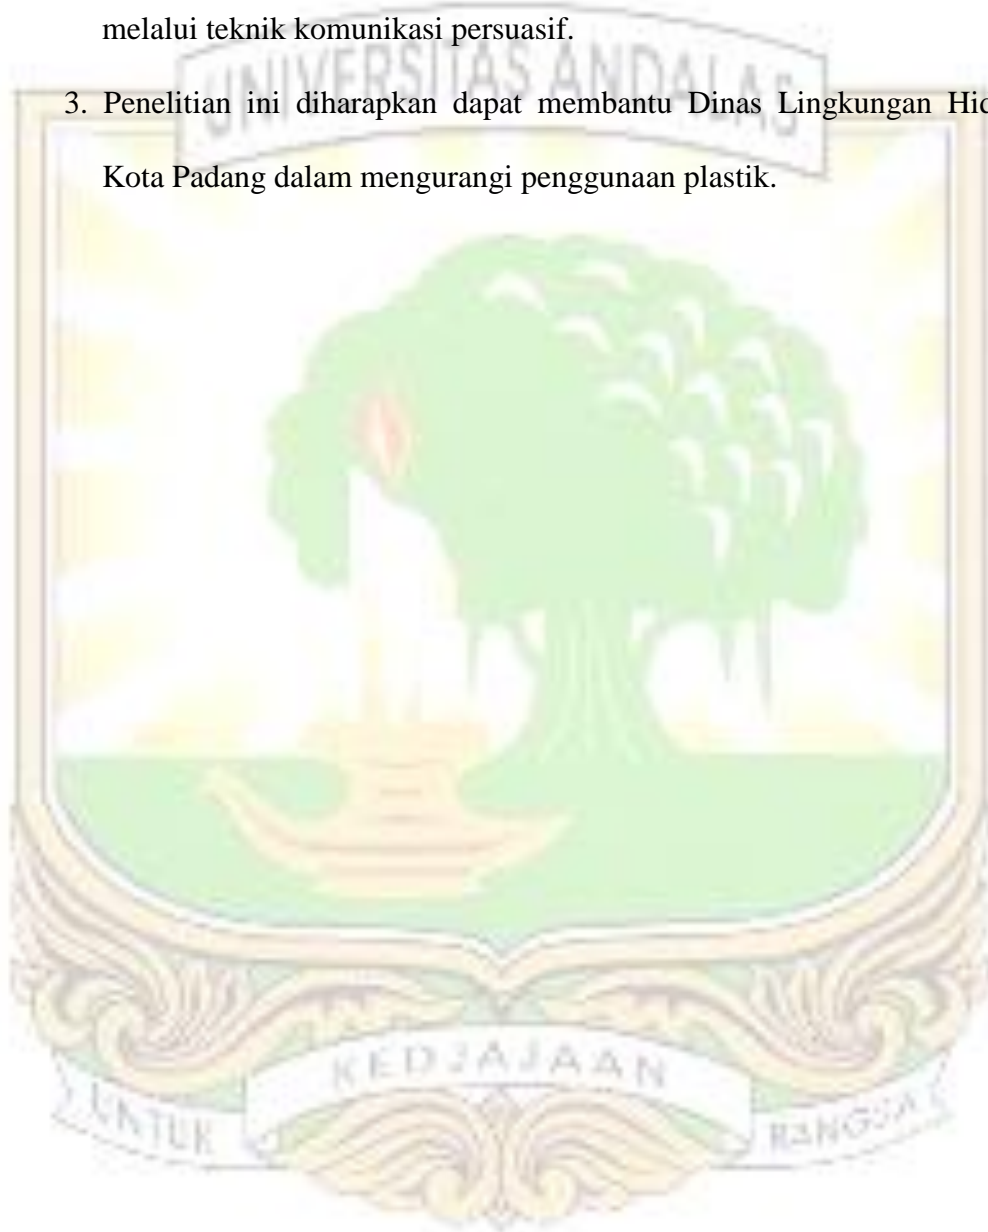 melalui teknik komunikasi persuasif.
UNIVERSITAS ANDALAS
3. Penelitian ini diharapkan dapat membantu Dinas Lingkungan Hid
Kota Padang dalam mengurangi penggunaan plastik.
KEDJAJAAN
UNTUK
BANGSA